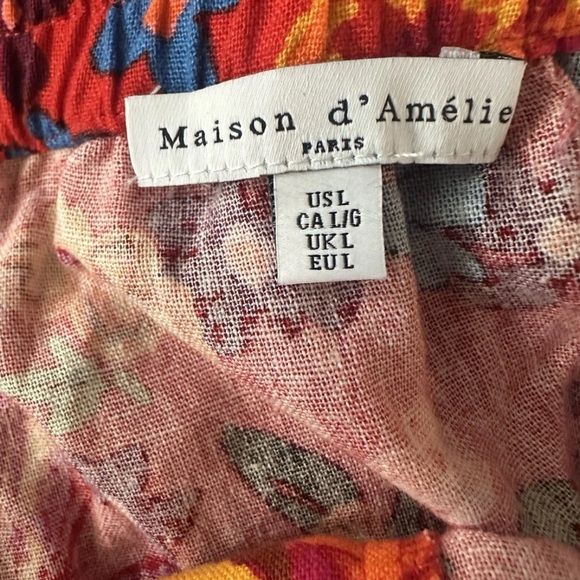 Maison d'Amélie
PARIS
US L
CA L/G
UK L
EU L